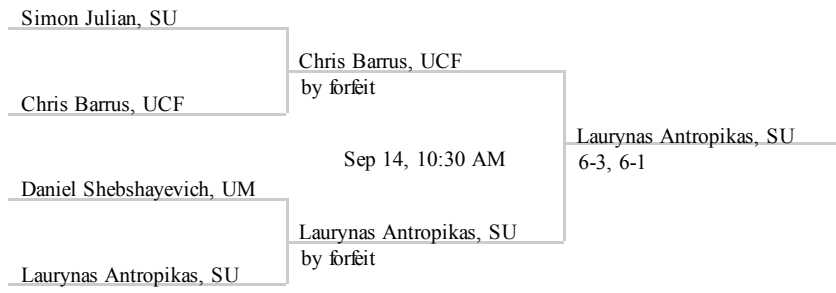 Simon Julian, SU
Chris Barrus, UCF
by forfeit
Chris Barrus, UCF
Laurynas Antropikas, SU
6-3, 6-1
Sep 14, 10:30 AM
Daniel Shebshayevich, UM
Laurynas Antropikas, SU
by forfeit
Laurynas Antropikas, SU